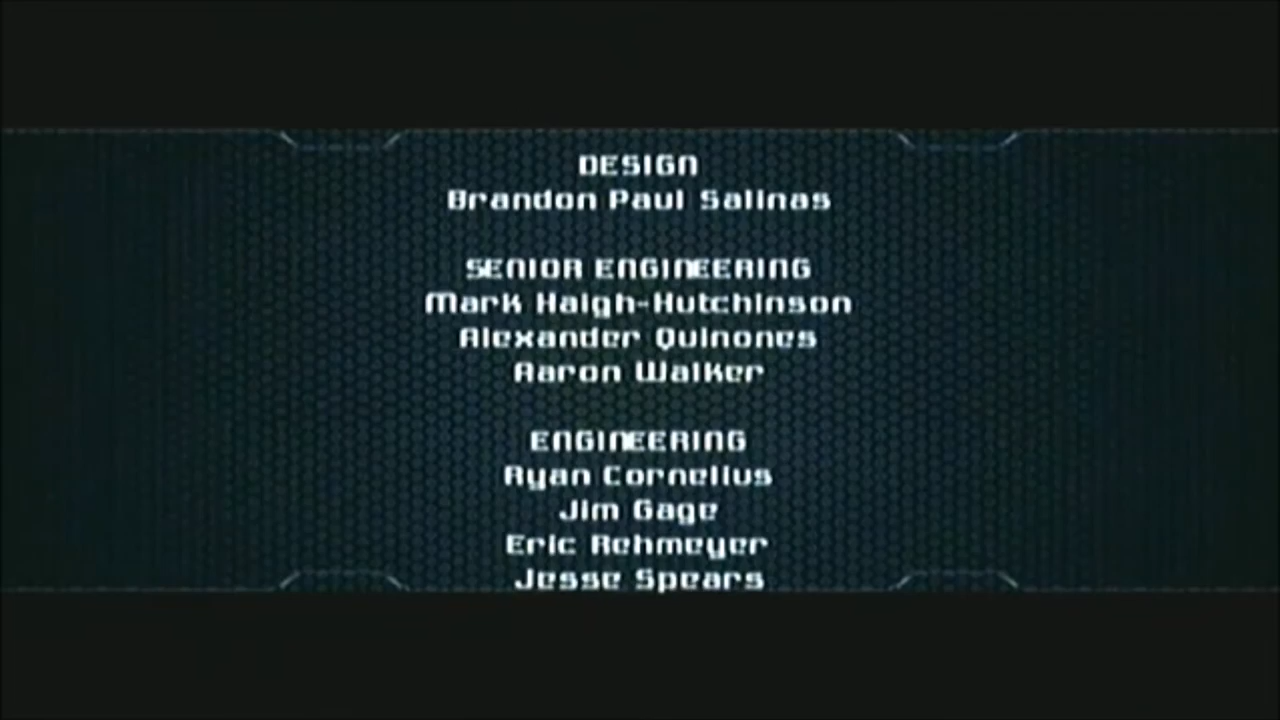 DESIGN
Brandon Paul Salinas
SENIOR ENGINEERING
Mark Haigh-Hutchinson
Alexander Quinones
Aaron Walker
ENGINEERING
Ryan Cornelius
Jim Gage
Eric Rehmeyer
Jesse Spears